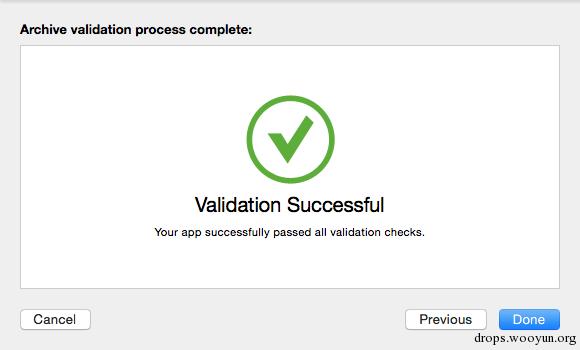 Archive validation process complete:
Validation Successful
Your app successfully passed all validation checks.
Cancel
Previous
Done
drops.wooyun.org